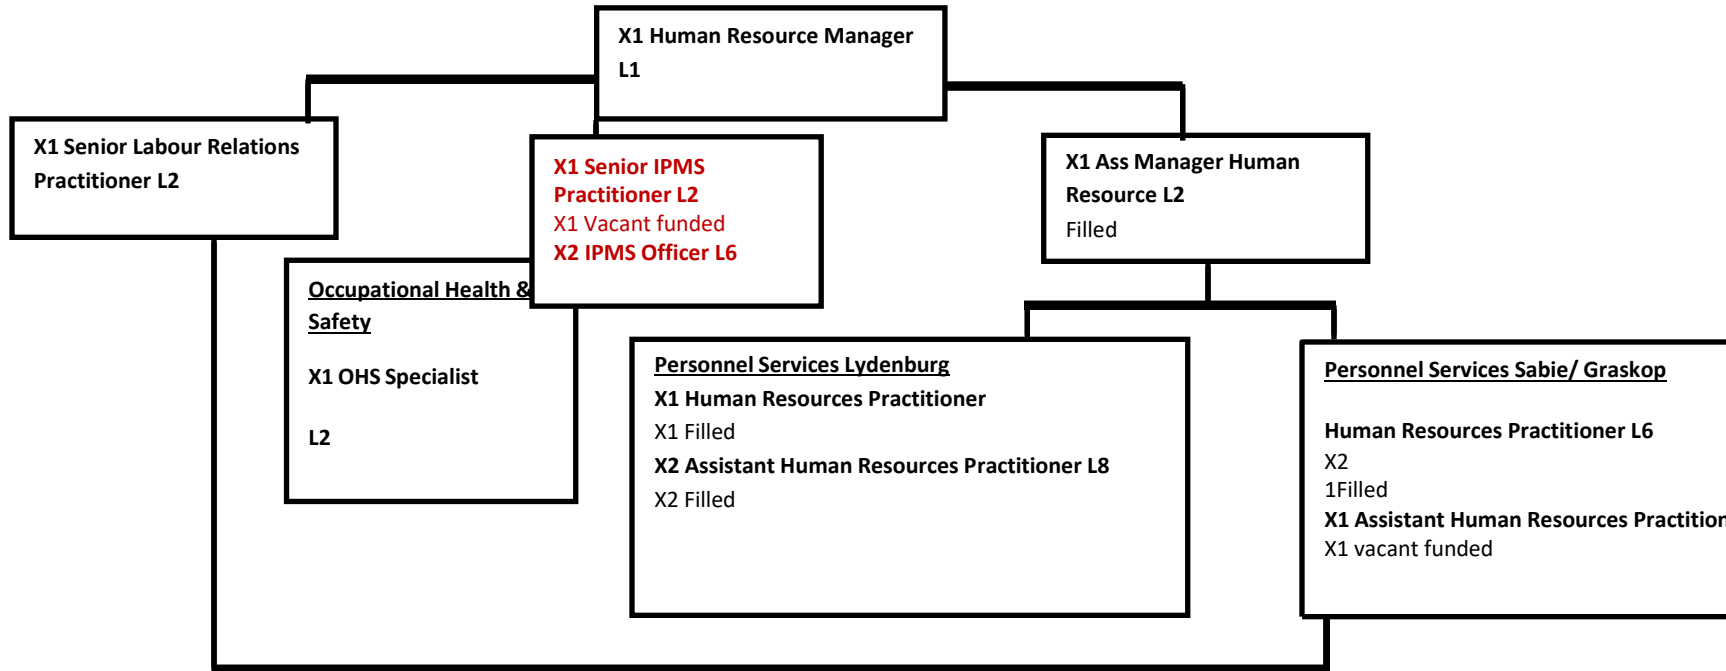 X1 Human Resource Manager
L1
X1 Senior Labour Relations
Practitioner L2
X1 Senior IPMS
Practitioner L2
X1 Vacant funded
X2 IPMS Officer L6
X1 Ass Manager Human
Resource L2
Filled
Occupational Health &
Safety
X1 OHS Specialist
L2
Personnel Services Lydenburg
X1 Human Resources Practitioner
X1 Filled
X2 Assistant Human Resources Practitioner L8
X2 Filled
Personnel Services Sabie/ Graskop
Human Resources Practitioner L6
X2
1Filled
X1 Assistant Human Resources Practition
X1 vacant funded